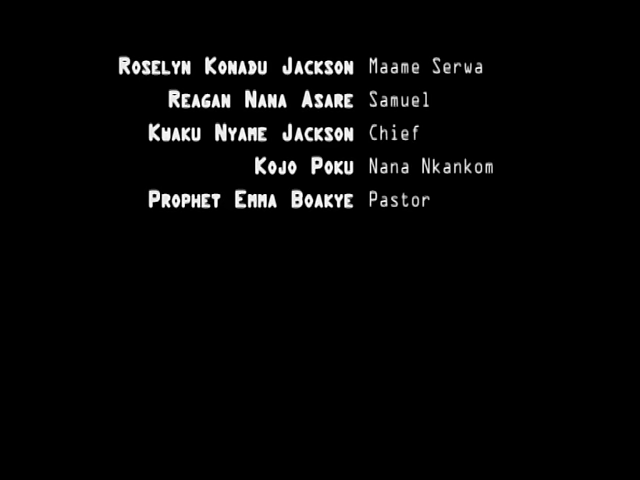 Roselyn Konadu Jackson Maame Serwa
Reagan Nana Asare Samuel
Kwaku Nyame Jackson Chief
Kojo Poku Nana Nkankom
Prophet Emma Boakye Pastor